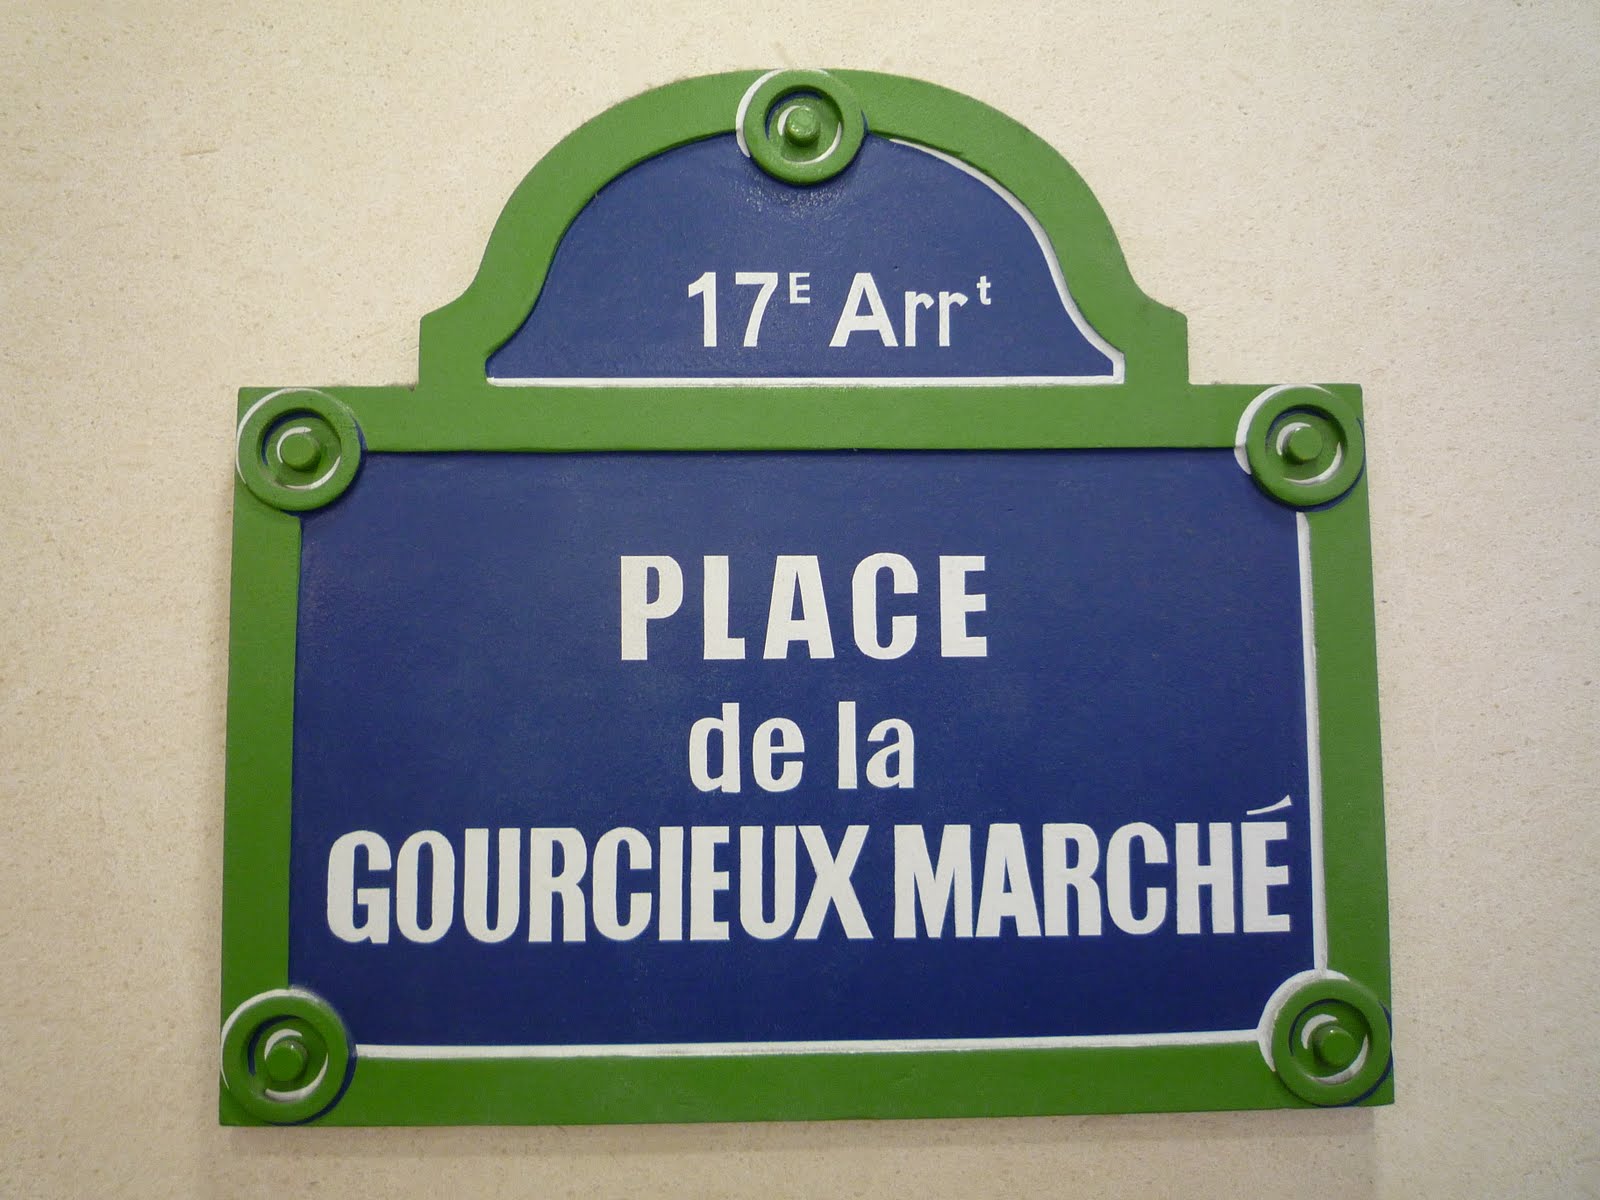 17E Arrt
PLACE
de la
GOURCIEUX MARCHÉ